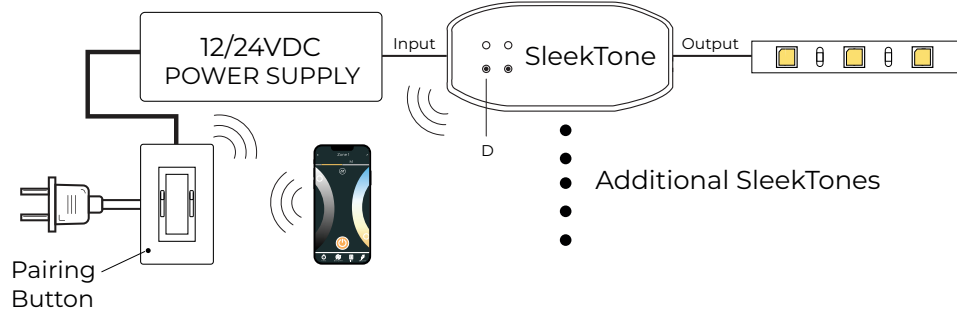 12/24VDC
POWER SUPPLY
Input
SleekTone
Output
D
Additional SleekTones
Pairing
Button